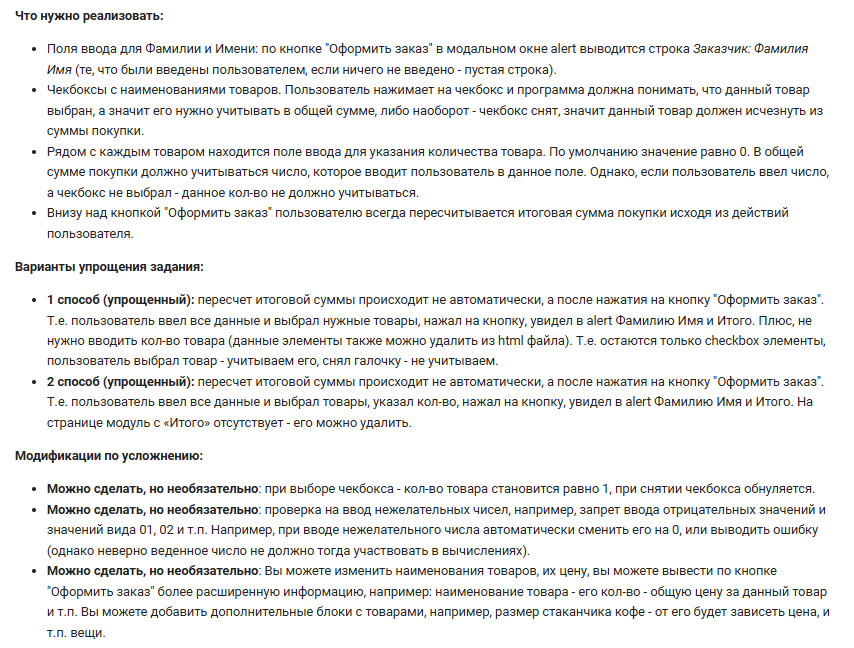 Что нужно реализовать:
Поля ввода для Фамилии и Имени: по кнопке "Оформить заказ" в модальном окне alert выводится строка Заказчик: Фамилия
Имя (те, что были введены пользователем, если ничего не введено - пустая строка).
Чекбоксы с наименованиями товаров. Пользователь нажимает на чекбокс и программа должна понимать, что данный товар
выбран, а значит его нужно учитывать в общей сумме, либо наоборот - чекбокс снят, значит данный товар должен исчезнуть из
суммы покупки.
Рядом с каждым товаром находится поле ввода для указания количества товара. По умолчанию значение равно 0. В общей
сумме покупки должно учитываться число, которое вводит пользователь в данное поле. Однако, если пользователь ввел число,
а чекбокс не выбрал - данное кол-во не должно учитываться.
Внизу над кнопкой "Оформить заказ" пользователю всегда пересчитывается итоговая сумма покупки исходя из действий
пользователя.
Варианты упрощения задания:
1 способ (упрощенный): пересчет итоговой суммы происходит не автоматически, а после нажатия на кнопку "Оформить заказ".
Т.е. пользователь ввел все данные и выбрал нужные товары, нажал на кнопку, увидел в alert Фамилию Имя и Итого. Плюс, не
нужно вводить кол-во товара (данные элементы также можно удалить из html файла). Т.е. остаются только checkbox элементы,
пользователь выбрал товар - учитываем его, снял галочку - не учитываем.
2 способ (упрощенный): пересчет итоговой суммы происходит не автоматически, а после нажатия на кнопку "Оформить заказ".
Т.е. пользователь ввел все данные и выбрал товары, указал кол-во, нажал на кнопку, увидел в alert Фамилию Имя и Итого. На
странице модуль с «Итого» отсутствует - его можно удалить.
Модификации по усложнению:
Можно сделать, но необязательно: при выборе чекбокса - кол-во товара становится равно 1, при снятии чекбокса обнуляется.
Можно сделать, но необязательно: проверка на ввод нежелательных чисел, например, запрет ввода отрицательных значений и
значений вида 01, 02 и т.п. Например, при вводе нежелательного числа автоматически сменить его на 0, или выводить ошибку
(однако неверно веденное число не должно тогда участвовать в вычислениях).
Можно сделать, но необязательно: Вы можете изменить наименования товаров, их цену, вы можете вывести по кнопке
"Оформить заказ" более расширенную информацию, например: наименование товара - его кол-во - общую цену за данный товар
и т.п. Вы можете добавить дополнительные блоки с товарами, например, размер стаканчика кофе - от его будет зависеть цена, и
т.п. вещи.